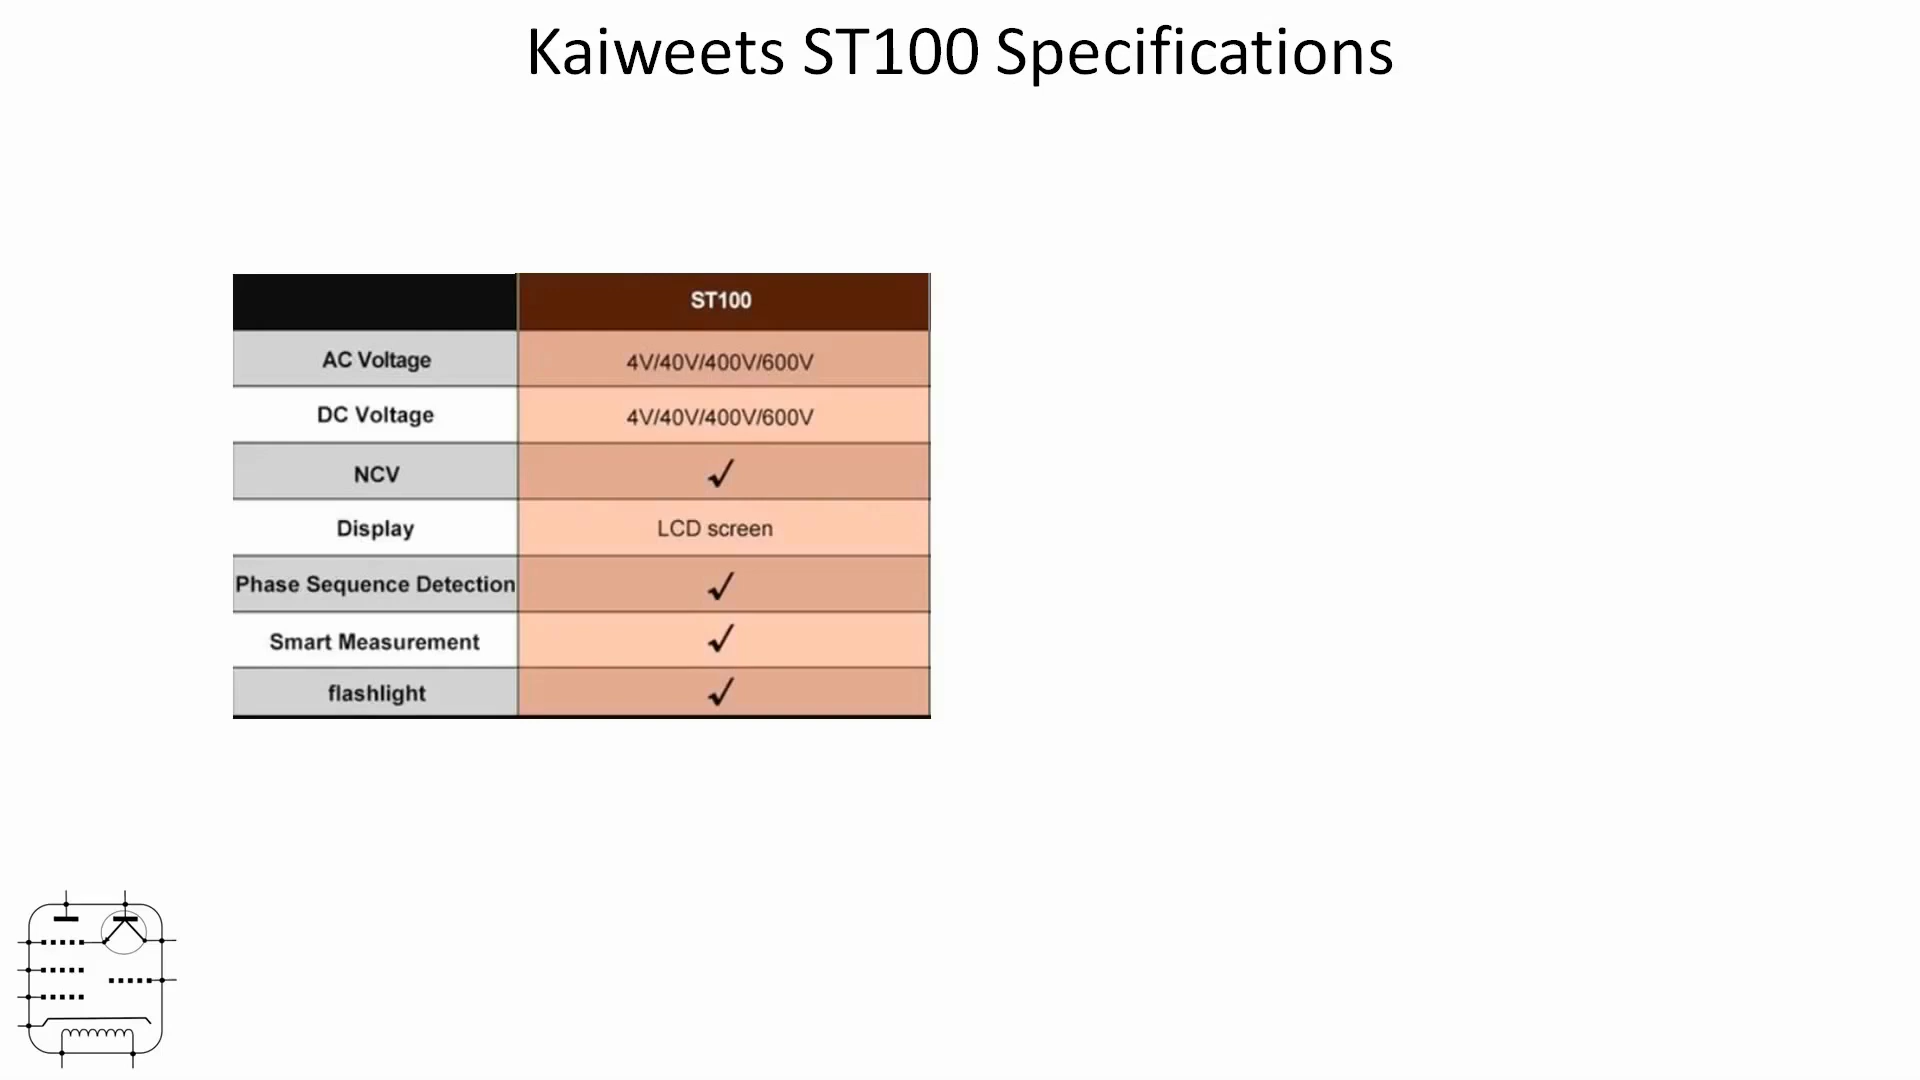 Kaiweets ST100 Specifications
ST100
AC Voltage 4V/40V/400V/600V
DC Voltage 4V/40V/400V/600V
NCV ✓
Display LCD screen
Phase Sequence Detection ✓
Smart Measurement ✓
flashlight ✓